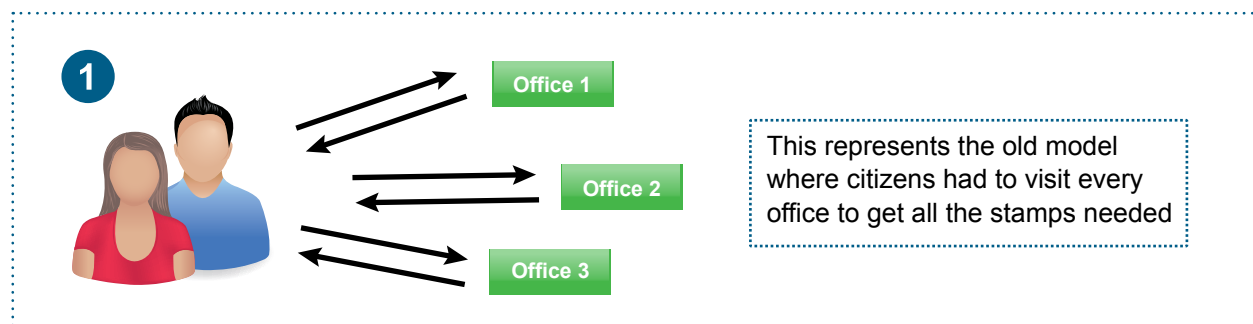 1
Office 1
Office 2
Office 3
This represents the old model
where citizens had to visit every
office to get all the stamps needed